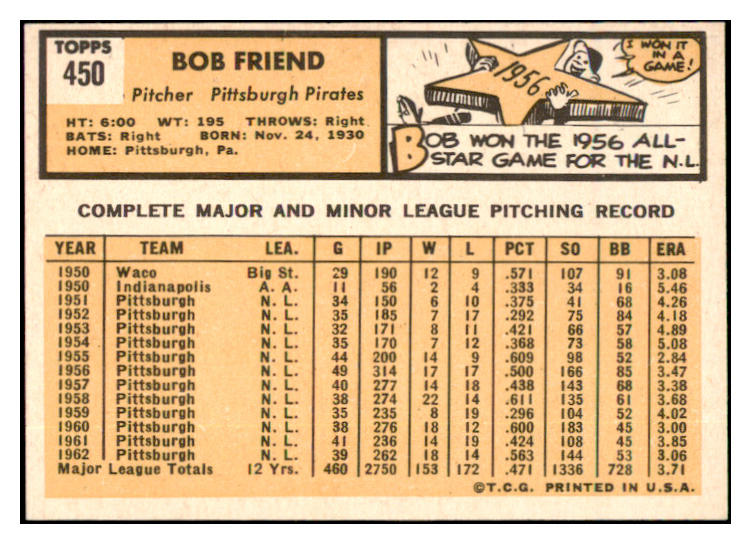 TOPPS
450
BOB FRIEND
Pitcher Pittsburgh Pirates
HT: 6:00 WT: 195 THROWS: Right
BATS: Right BORN: Nov. 24, 1930
HOME: Pittsburgh, Pa.
1956
I WON IT IN A GAME!
BOB WON THE 1956 ALL-
STAR GAME FOR THE N.L.
COMPLETE MAJOR AND MINOR LEAGUE PITCHING RECORD
YEAR TEAM LEA. G IP W L PCT SO BB ERA
1950 Waco Big St. 29 190 12 9 .571 107 91 3.08
1950 Indianapolis A. A. 11 56 2 4 .333 34 16 5.46
1951 Pittsburgh N. L. 34 150 6 10 .375 41 68 4.26
1952 Pittsburgh N. L. 35 185 7 17 .292 75 84 4.18
1953 Pittsburgh N. L. 32 171 8 11 .421 66 57 4.89
1954 Pittsburgh N. L. 35 170 7 12 .368 73 58 5.08
1955 Pittsburgh N. L. 44 200 14 9 .609 98 52 2.84
1956 Pittsburgh N. L. 49 314 17 17 .500 166 85 3.47
1957 Pittsburgh N. L. 40 277 14 18 .438 143 68 3.38
1958 Pittsburgh N. L. 38 274 22 14 .611 135 61 3.68
1959 Pittsburgh N. L. 35 235 8 19 .296 104 52 4.02
1960 Pittsburgh N. L. 38 276 18 12 .600 183 45 3.00
1961 Pittsburgh N. L. 41 236 14 19 .424 108 45 3.85
1962 Pittsburgh N. L. 39 262 18 14 .563 144 53 3.06
Major League Totals 12 Yrs. 460 2750 153 172 .471 1336 728 3.71
©T.C.G. PRINTED IN U.S.A.